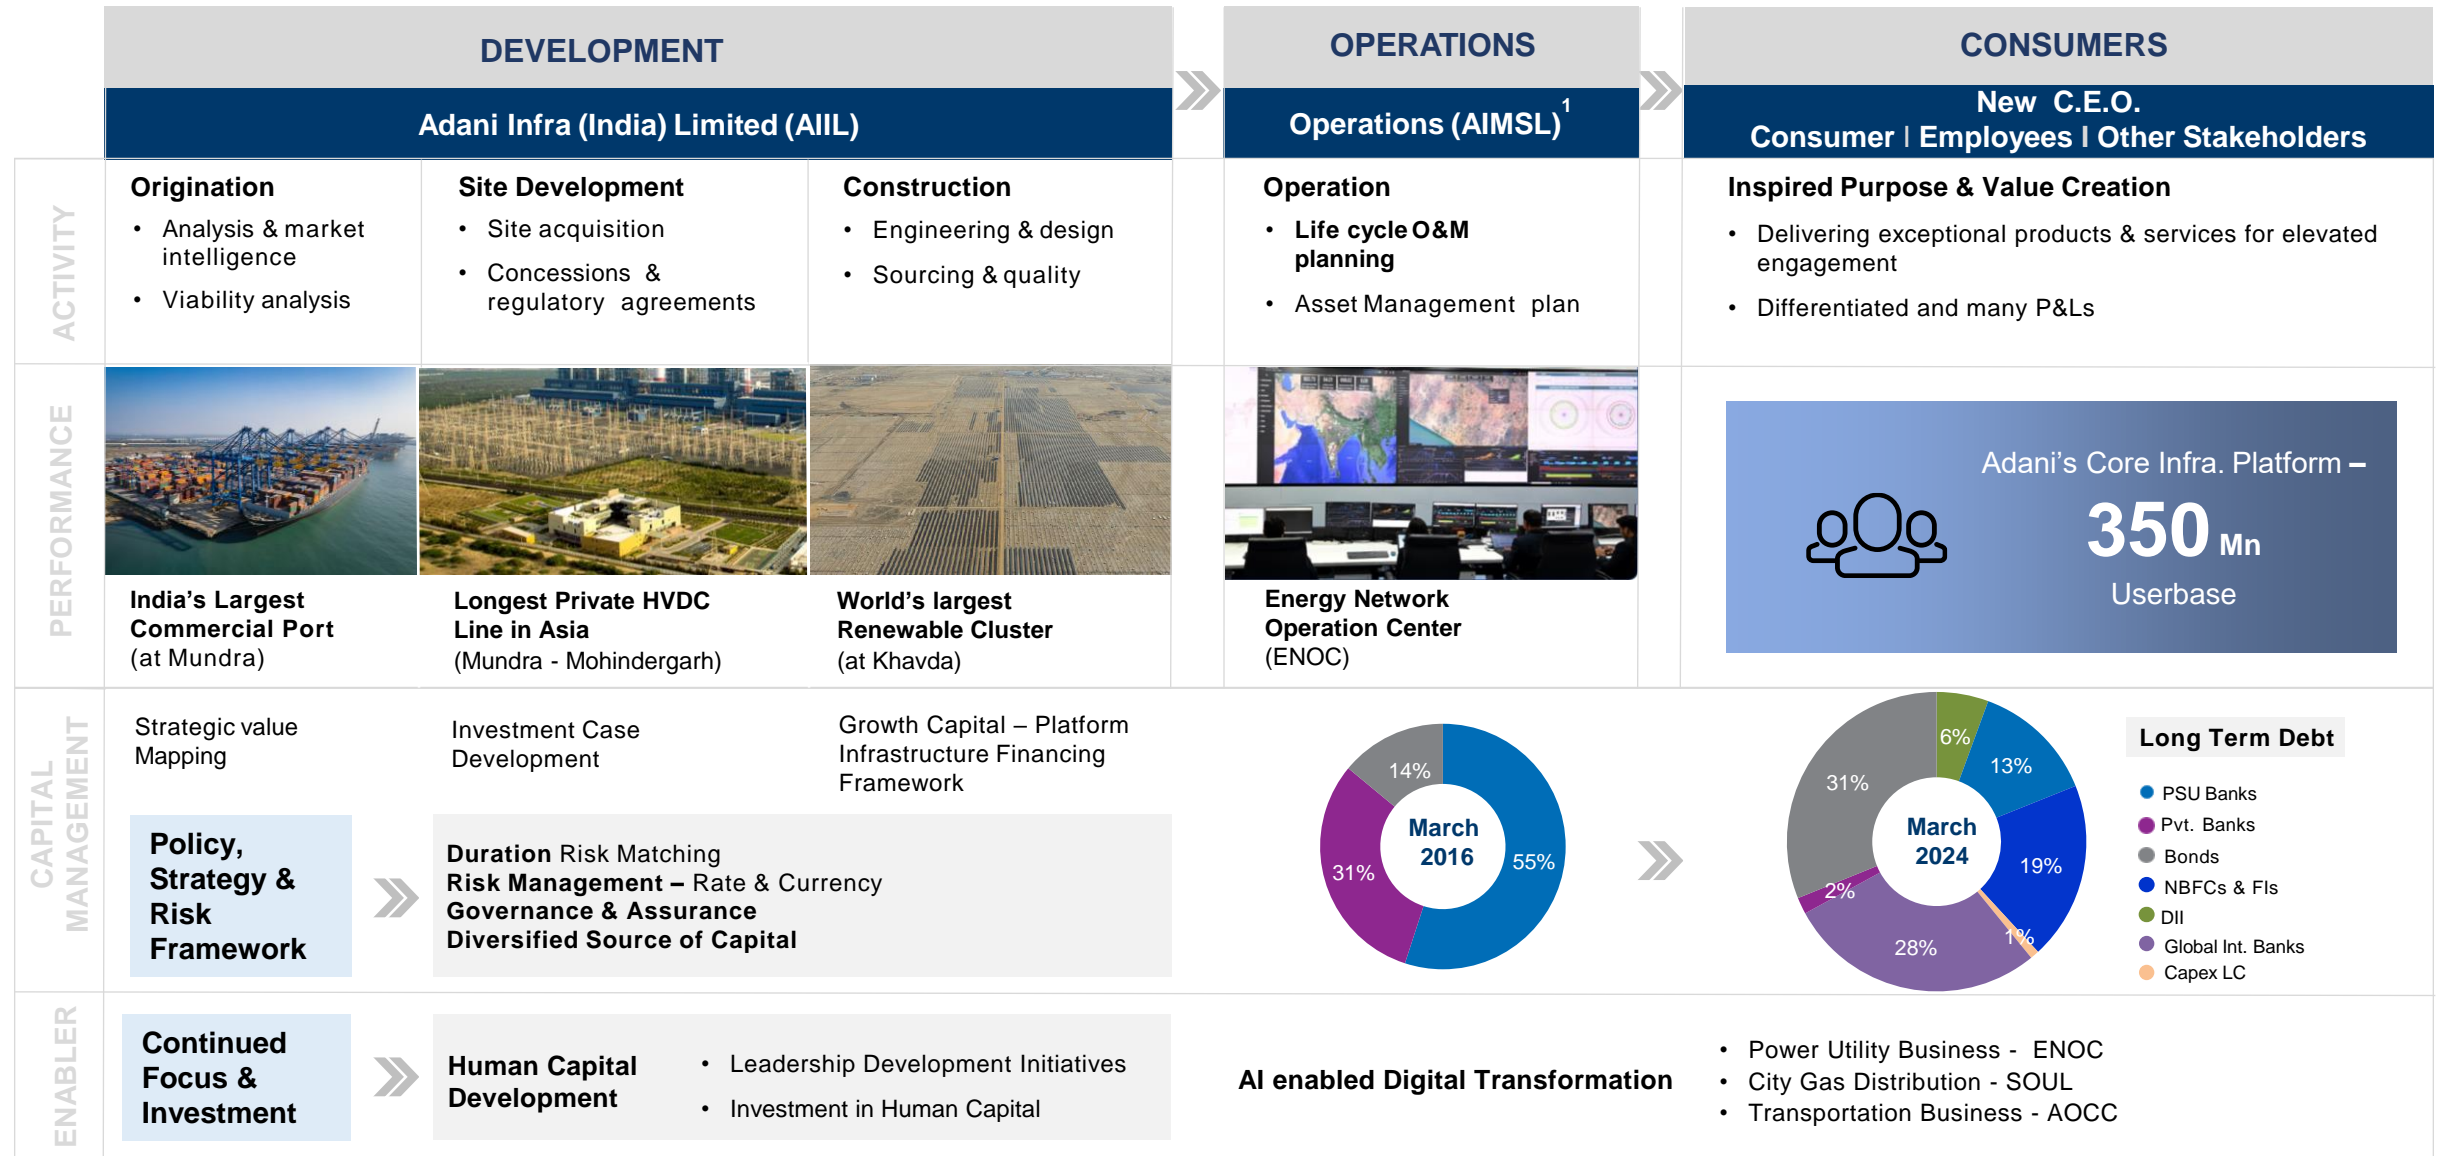 DEVELOPMENT
OPERATIONS
CONSUMERS
Adani Infra (India) Limited (AIIL)
Operations (AIMSL)1
New C.E.O.
Consumer l Employees l Other Stakeholders
ACTIVITY
Origination
• Analysis & market
intelligence
• Viability analysis
Site Development
• Site acquisition
• Concessions &
regulatory agreements
Construction
• Engineering & design
• Sourcing & quality
Operation
• Life cycle O&M
planning
• Asset Management plan
Inspired Purpose & Value Creation
• Delivering exceptional products & services for elevated
engagement
• Differentiated and many P&Ls
PERFORMANCE
India's Largest
Commercial Port
(at Mundra)
Longest Private HVDC
Line in Asia
(Mundra - Mohindergarh)
World's largest
Renewable Cluster
(at Khavda)
Energy Network
Operation Center
(ENOC)
Adani's Core Infra. Platform –
350 Mn
Userbase
CAPITAL
MANAGEMENT
Strategic value
Mapping
Investment Case
Development
Growth Capital – Platform
Infrastructure Financing
Framework
Policy,
Strategy &
Risk
Framework
Duration Risk Matching
Risk Management – Rate & Currency
Governance & Assurance
Diversified Source of Capital
14%
31%
55%
March
2016
6%
13%
31%
19%
2%
1%
28%
March
2024
Long Term Debt
PSU Banks
Pvt. Banks
Bonds
NBFCs & FIs
DII
Global Int. Banks
Capex LC
ENABLER
Continued
Focus &
Investment
Human Capital
Development
• Leadership Development Initiatives
• Investment in Human Capital
AI enabled Digital Transformation
• Power Utility Business - ENOC
• City Gas Distribution - SOUL
• Transportation Business - AOCC